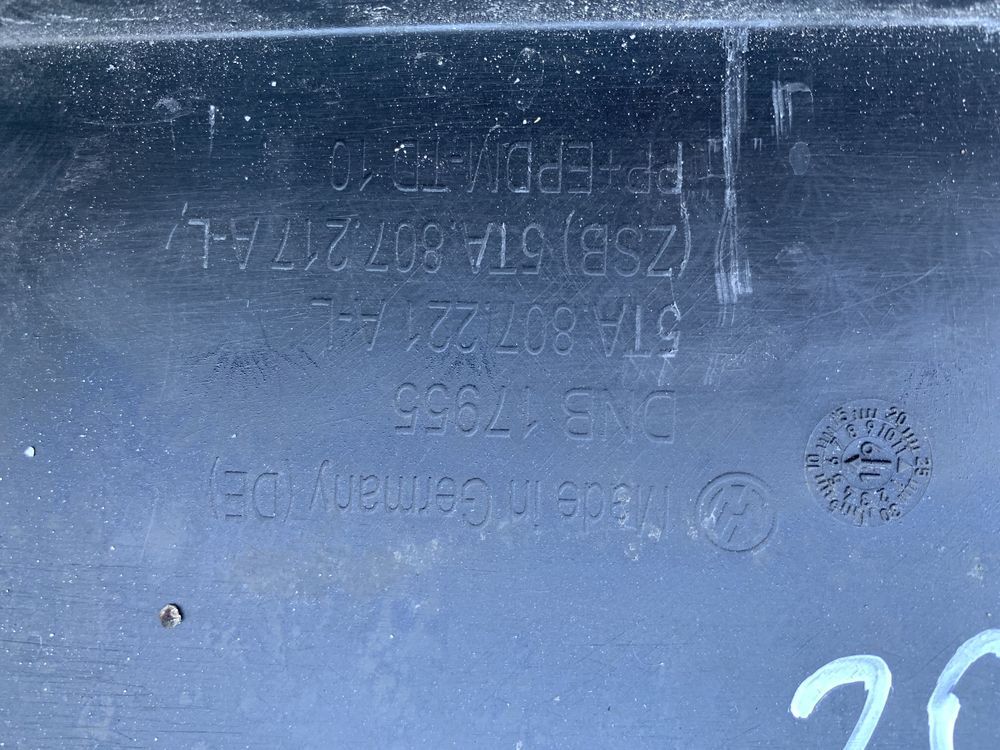 Made in Germany (DE)
DNB 17955
5TA.807.221 A-L
(ZSB) 5TA.807.217 A-L
PP+EPDM-TD 10